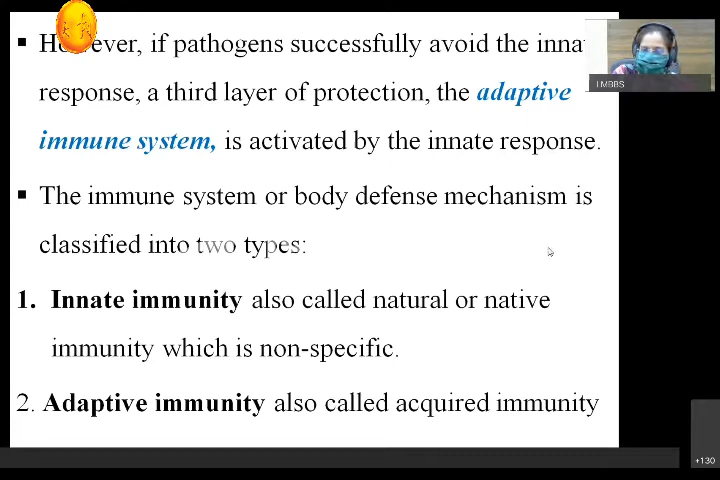 ▪ However, if pathogens successfully avoid the innate
response, a third layer of protection, the adaptive
immune system, is activated by the innate response.
▪ The immune system or body defense mechanism is
classified into two types:
1. Innate immunity also called natural or native
immunity which is non-specific.
2. Adaptive immunity also called acquired immunity
I MBBS
+130